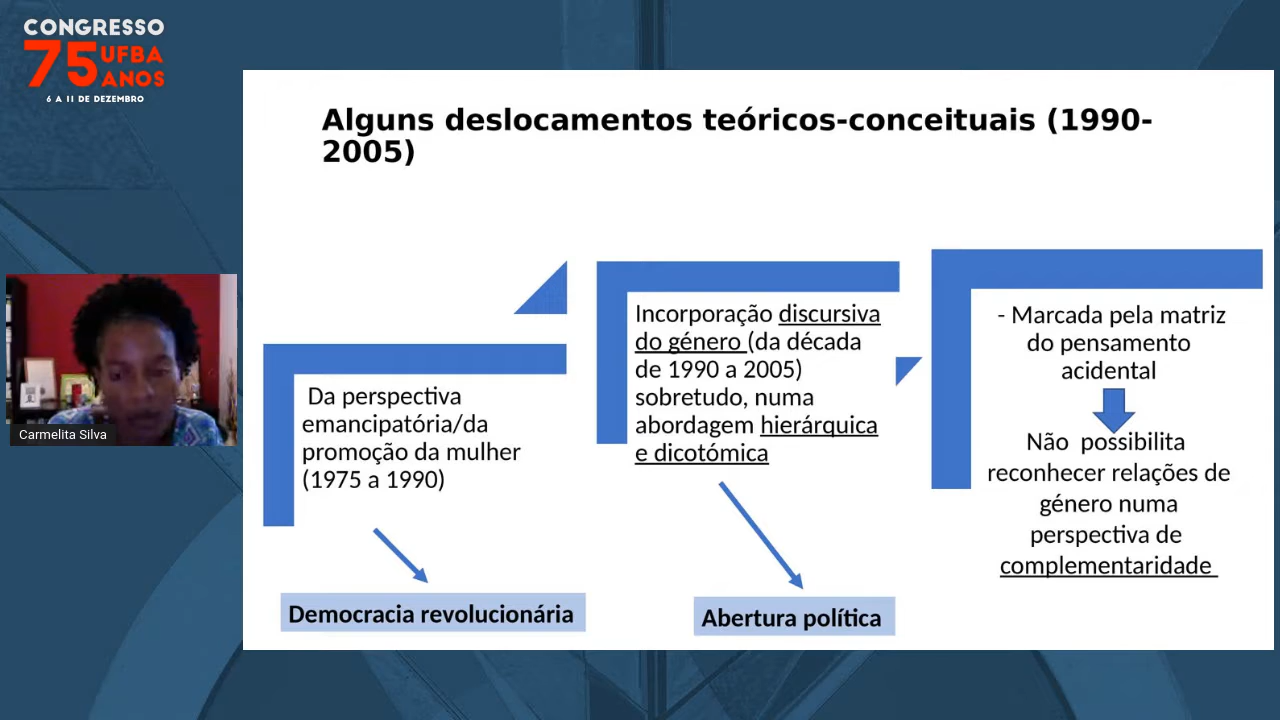 CONGRESSO
75 UFBA
ANOS
6 A 11 DE DEZEMBRO
Alguns deslocamentos teóricos-conceituais (1990-
2005)
Da perspectiva
emancipatória/da
promoção da mulher
(1975 a 1990)
Democracia revolucionária
Incorporação discursiva
do género (da década
de 1990 a 2005)
sobretudo, numa
abordagem hierárquica
e dicotómica
Abertura política
- Marcada pela matriz
do pensamento
acidental
Não possibilita
reconhecer relações de
género numa
perspectiva de
complementaridade
Carmelita Silva